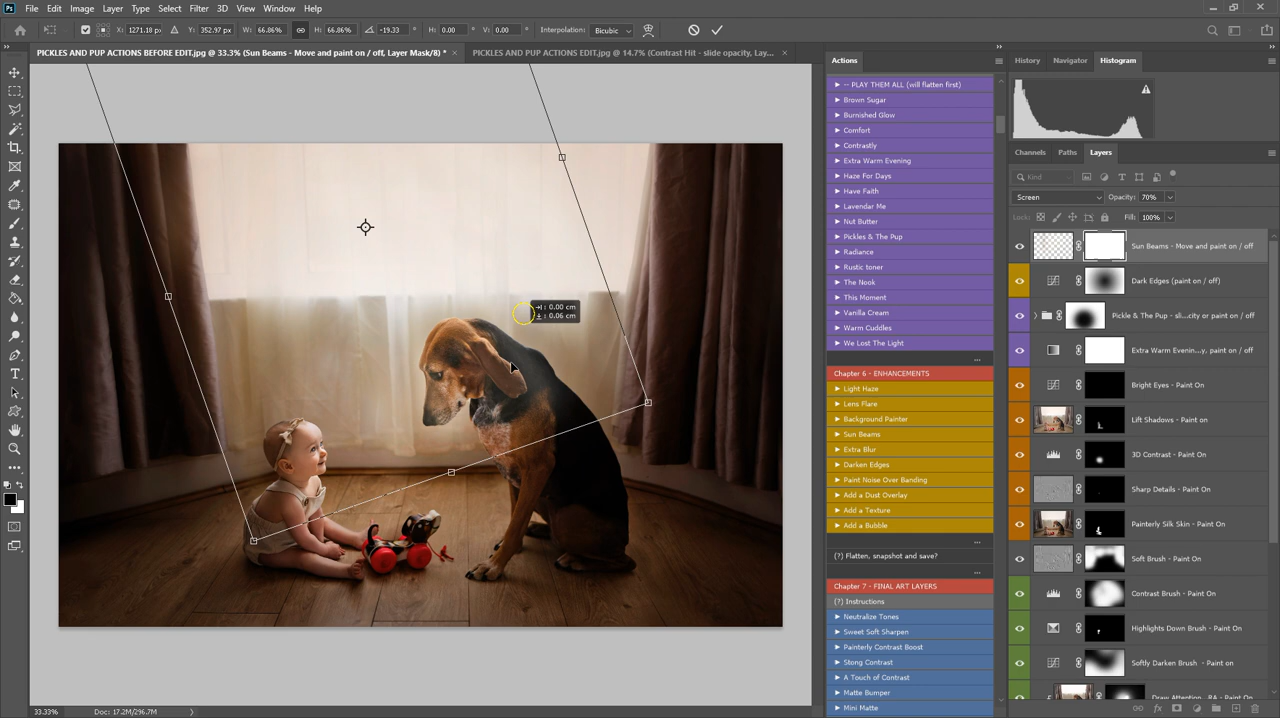 File Edit Image Layer Type Select Filter 3D View Window Help
X: 1271.18 px Y: 352.97 px W: 66.86% H: 66.86% -19.33 H: 0.00 V: 0.00 Interpolation: Bicubic
PICKLES AND PUP ACTIONS BEFORE EDIT.jpg @ 33.3% (Sun Beams - Move and paint on / off, Layer Mask/8) * ×
PICKLES AND PUP ACTIONS EDIT.jpg @ 14.7% (Contrast Hit - slide opacity, Lay... ×
: 0.00 cm
: 0.06 cm
33.33% Doc: 17.2M/296.7M
Actions
-- PLAY THEM ALL (will flatten first)
Brown Sugar
Burnished Glow
Comfort
Contrastly
Extra Warm Evening
Haze For Days
Have Faith
Lavendar Me
Nut Butter
Pickles & The Pup
Radiance
Rustic toner
The Nook
This Moment
Vanilla Cream
Warm Cuddles
We Lost The Light
...
Chapter 6 - ENHANCEMENTS
Light Haze
Lens Flare
Background Painter
Sun Beams
Extra Blur
Darken Edges
Paint Noise Over Banding
Add a Dust Overlay
Add a Texture
Add a Bubble
...
(?) Flatten, snapshot and save?
...
Chapter 7 - FINAL ART LAYERS
(?) Instructions
Neutralize Tones
Sweet Soft Sharpen
Painterly Contrast Boost
Stong Contrast
A Touch of Contrast
Matte Bumper
Mini Matte
History Navigator Histogram
Channels Paths Layers
Kind
Screen Opacity: 70%
Lock: Fill: 100%
Sun Beams - Move and paint on / off
Dark Edges (paint on / off)
Pickle & The Pup - sli...city or paint on / off
Extra Warm Evenin...y, paint on / off
Bright Eyes - Paint On
Lift Shadows - Paint on
3D Contrast - Paint On
Sharp Details - Paint On
Painterly Silk Skin - Paint On
Soft Brush - Paint On
Contrast Brush - Paint On
Highlights Down Brush - Paint On
Softly Darken Brush - Paint on
Draw Attention...RA - Paint On